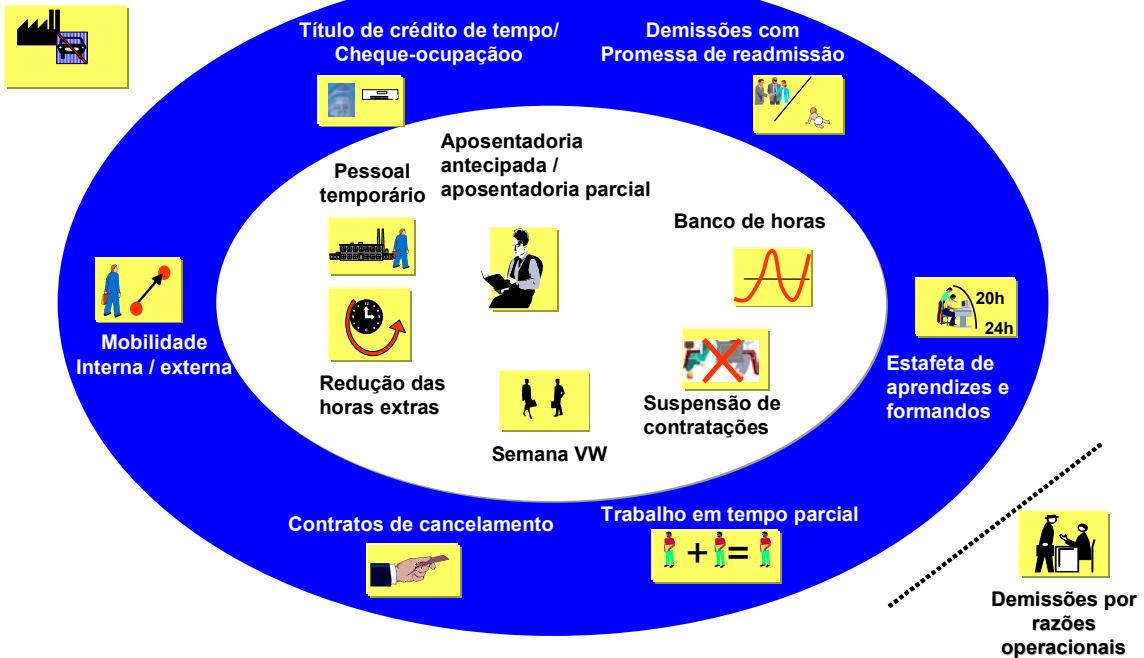 Título de crédito de tempo/
Cheque-ocupaçãoo
Demissões com
Promessa de readmissão
Aposentadoria
antecipada /
aposentadoria parcial
Pessoal
temporário
Banco de horas
20h
24h
Mobilidade
Interna / externa
Redução das
horas extras
Semana VW
Suspensão de
contratações
Estafeta de
aprendizes e
formandos
Contratos de cancelamento
Trabalho em tempo parcial
+ =
Demissões por
razões
operacionais